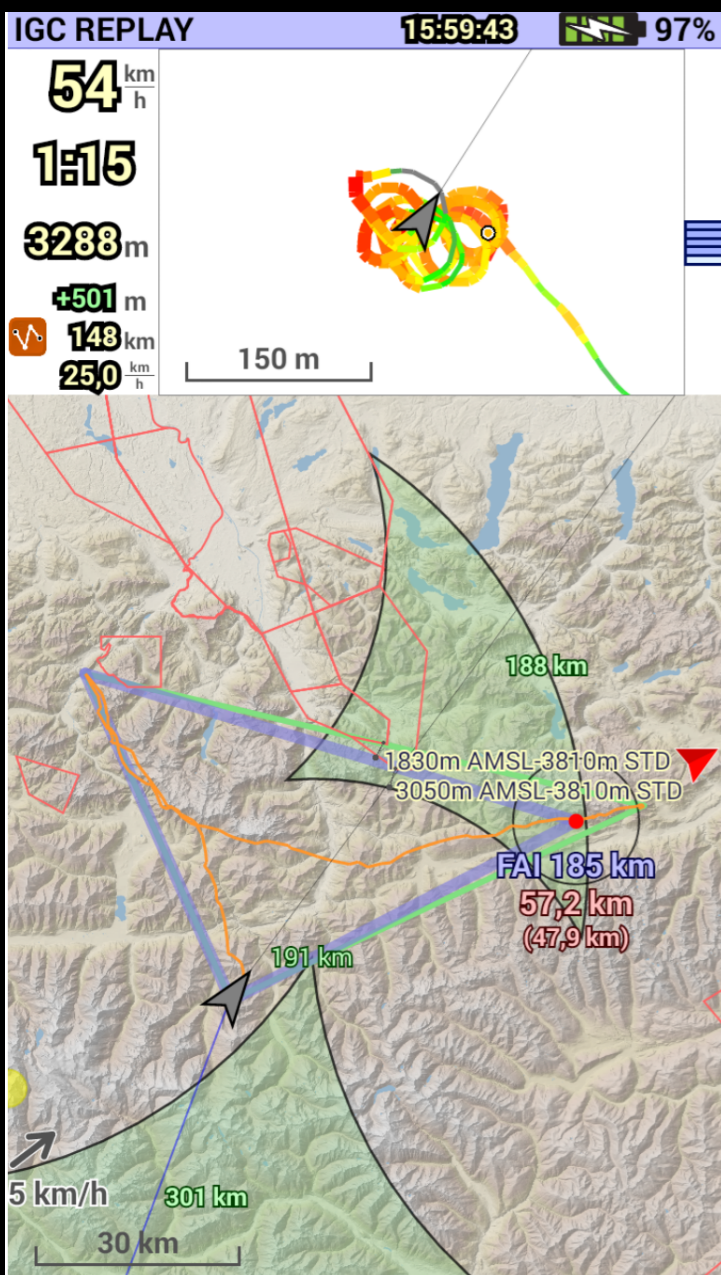 IGC REPLAY 15:59:43 97%
54 km/h
1:15
3288 m
+501 m
148 km
25,0 km/h
150 m
188 km
1830m AMSL-3810m STD
3050m AMSL-3810m STD
FAI 185 km
57,2 km
(47,9 km)
191 km
5 km/h
301 km
30 km